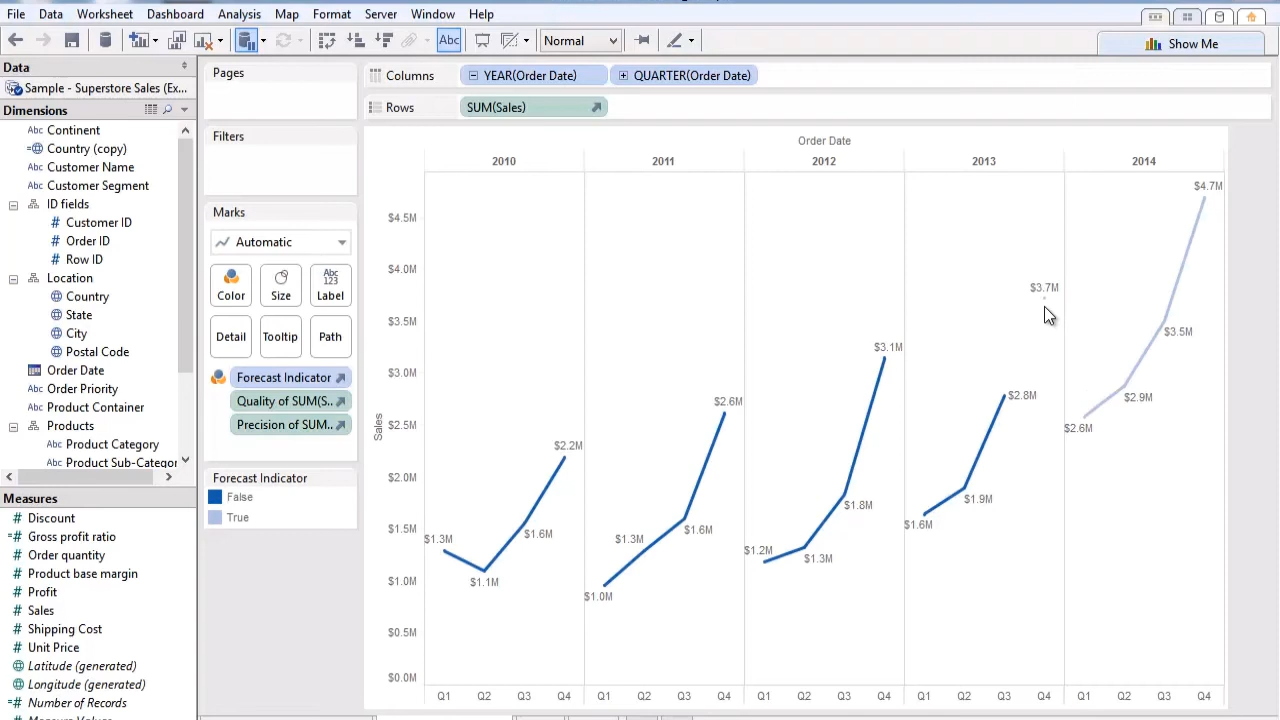 File Data Worksheet Dashboard Analysis Map Format Server Window Help
Abc Normal Show Me
Data
Sample - Superstore Sales (Ex...
Dimensions
Abc Continent
=Country (copy)
Abc Customer Name
Abc Customer Segment
ID fields
# Customer ID
# Order ID
# Row ID
Location
Country
State
City
Postal Code
Order Date
Abc Order Priority
Abc Product Container
Products
Abc Product Category
Abc Product Sub-Categor
Measures
# Discount
=# Gross profit ratio
# Order quantity
# Product base margin
# Profit
# Sales
# Shipping Cost
# Unit Price
Latitude (generated)
Longitude (generated)
=# Number of Records
# Measure Values
Pages
Filters
Marks
Automatic
Color Size Abc 123 Label
Detail Tooltip Path
Forecast Indicator
Quality of SUM(S..
Precision of SUM..
Forecast Indicator
False
True
Columns YEAR(Order Date) QUARTER(Order Date)
Rows SUM(Sales)
Order Date
2010 2011 2012 2013 2014
Sales
$4.5M
$4.0M
$3.5M
$3.0M
$2.5M
$2.0M
$1.5M
$1.0M
$0.5M
$0.0M
$1.3M $1.1M $1.6M $2.2M
$1.0M $1.3M $1.6M $2.6M
$1.2M $1.3M $1.8M $3.1M
$1.6M $1.9M $2.8M $3.7M
$2.6M $2.9M $3.5M $4.7M
Q1 Q2 Q3 Q4 Q1 Q2 Q3 Q4 Q1 Q2 Q3 Q4 Q1 Q2 Q3 Q4 Q1 Q2 Q3 Q4